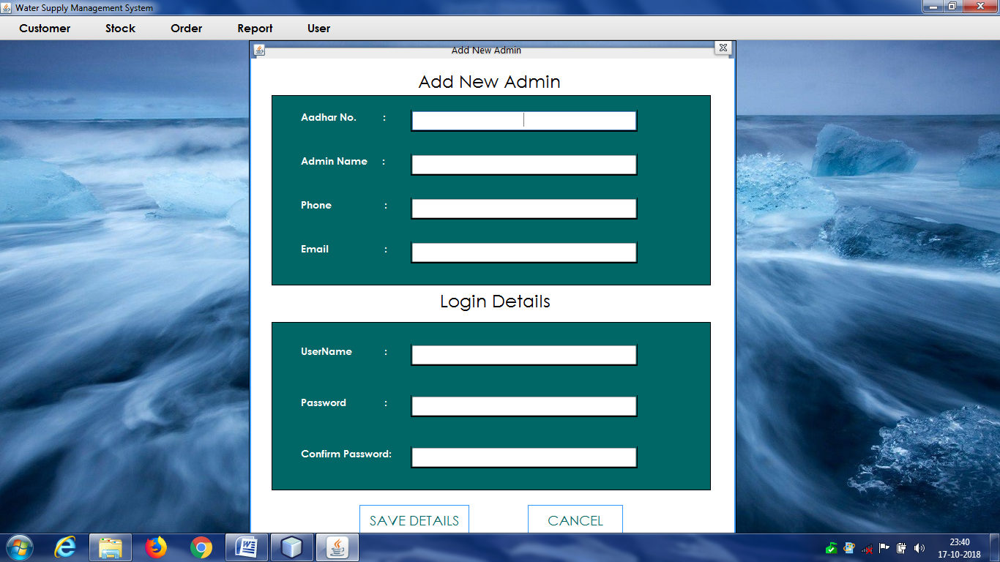 Water Supply Management System
Customer Stock Order Report User
Add New Admin
Add New Admin
Aadhar No. :
Admin Name :
Phone :
Email :
Login Details
UserName :
Password :
Confirm Password:
SAVE DETAILS CANCEL
23:40
17-10-2018